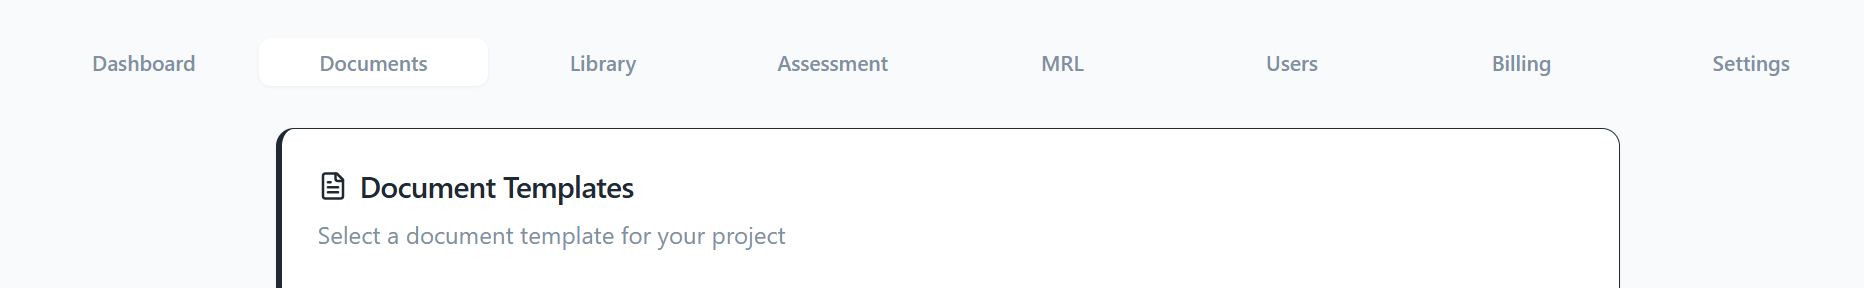 Dashboard Documents Library Assessment MRL Users Billing Settings
Document Templates
Select a document template for your project